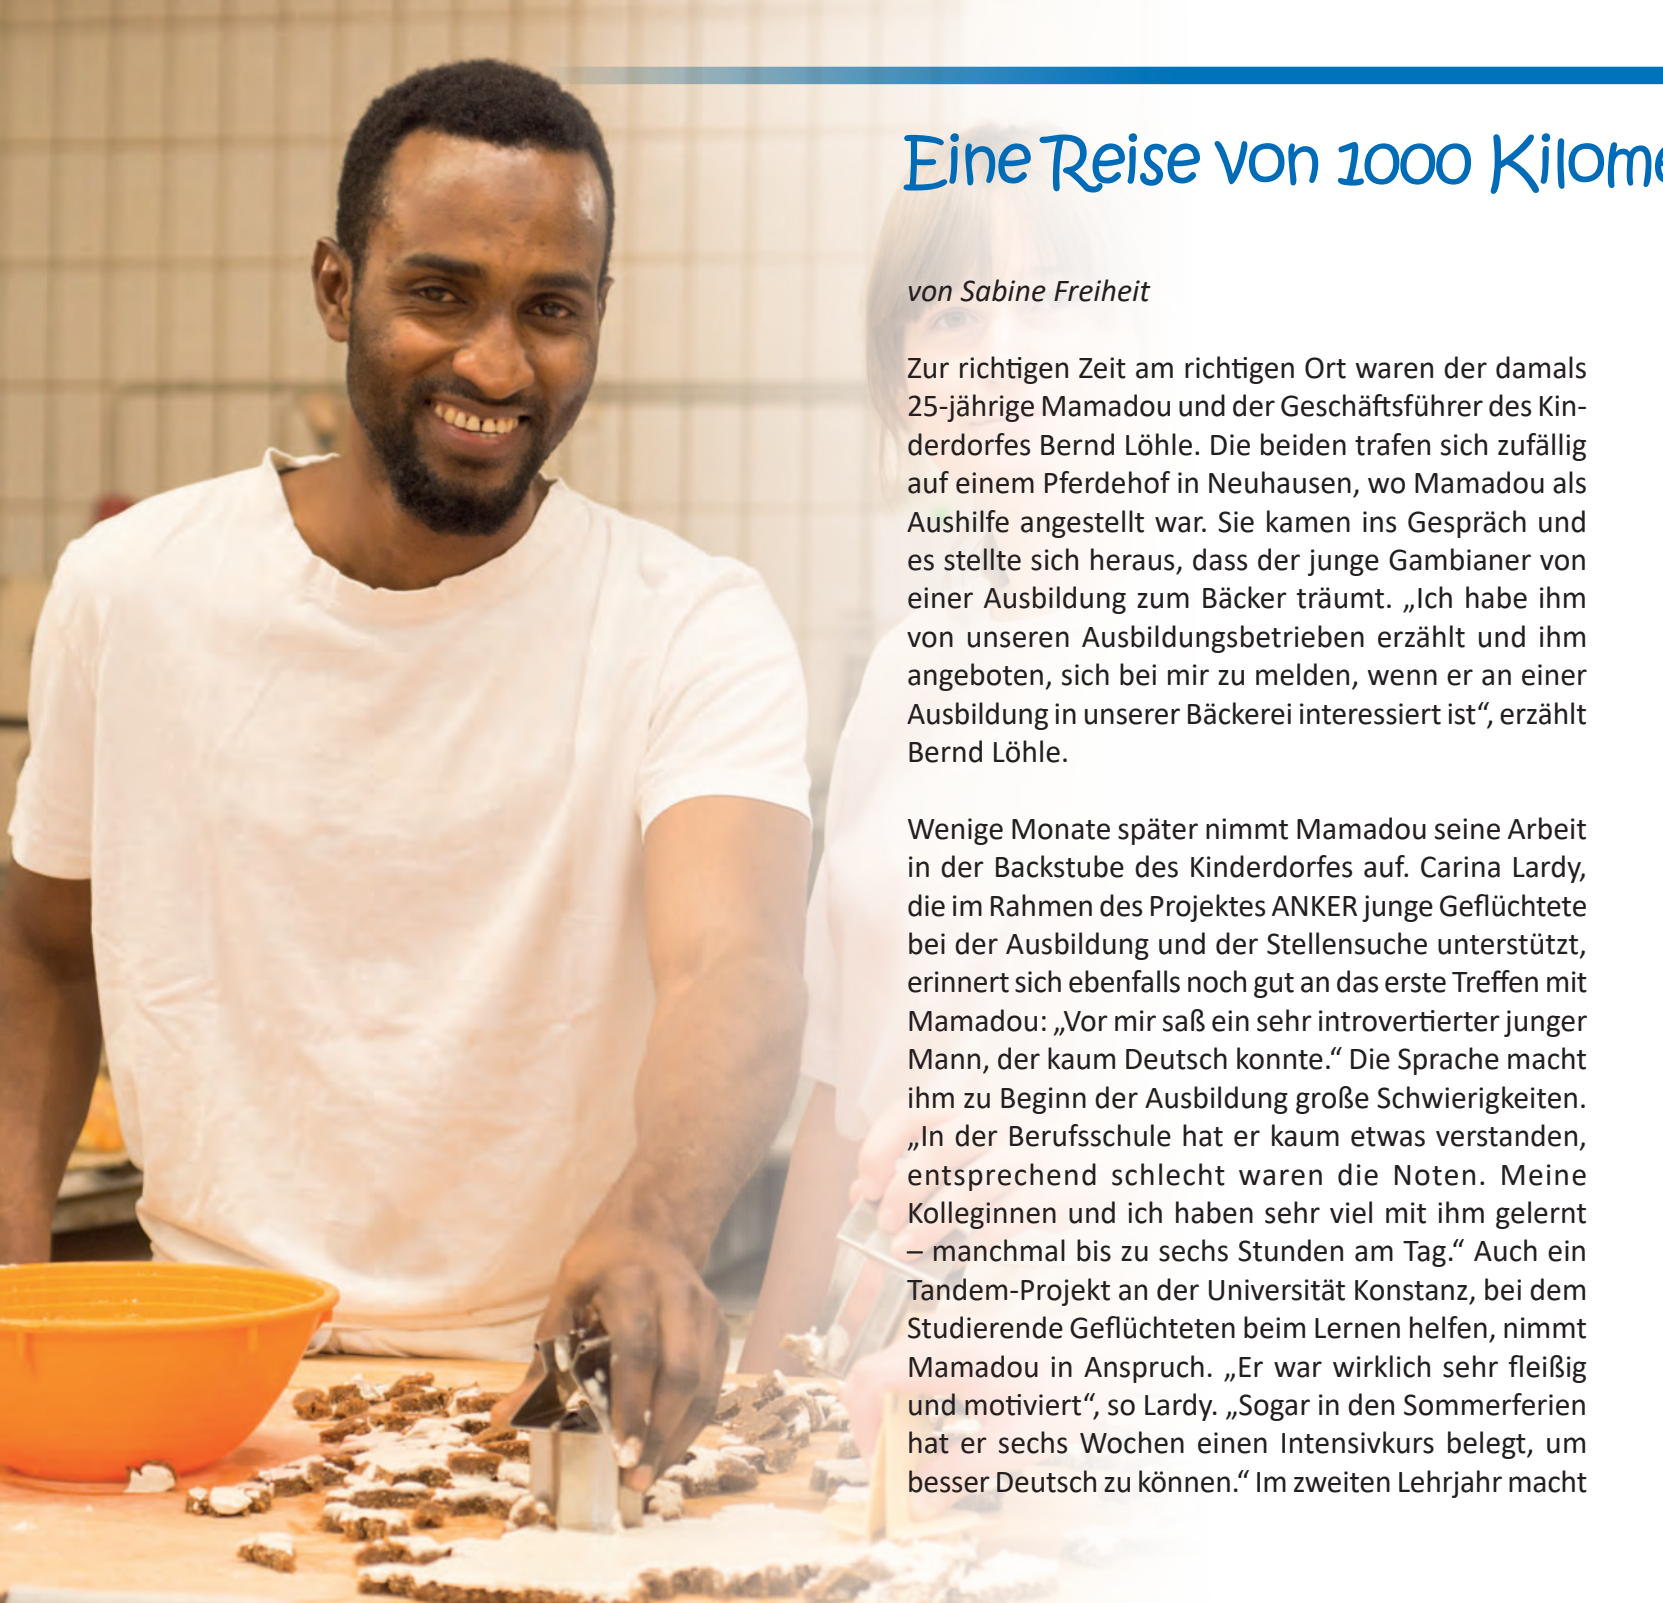 Eine Reise von 1000 Kilome
von Sabine Freiheit
Zur richtigen Zeit am richtigen Ort waren der damals
25-jährige Mamadou und der Geschäftsführer des Kin-
derdorfes Bernd Löhle. Die beiden trafen sich zufällig
auf einem Pferdehof in Neuhausen, wo Mamadou als
Aushilfe angestellt war. Sie kamen ins Gespräch und
es stellte sich heraus, dass der junge Gambianer von
einer Ausbildung zum Bäcker träumt. „Ich habe ihm
von unseren Ausbildungsbetrieben erzählt und ihm
angeboten, sich bei mir zu melden, wenn er an einer
Ausbildung in unserer Bäckerei interessiert ist“, erzählt
Bernd Löhle.
Wenige Monate später nimmt Mamadou seine Arbeit
in der Backstube des Kinderdorfes auf. Carina Lardy,
die im Rahmen des Projektes ANKER junge Geflüchtete
bei der Ausbildung und der Stellensuche unterstützt,
erinnert sich ebenfalls noch gut an das erste Treffen mit
Mamadou: „Vor mir saß ein sehr introvertierter junger
Mann, der kaum Deutsch konnte.“ Die Sprache macht
ihm zu Beginn der Ausbildung große Schwierigkeiten.
„In der Berufsschule hat er kaum etwas verstanden,
entsprechend schlecht waren die Noten. Meine
Kolleginnen und ich haben sehr viel mit ihm gelernt
– manchmal bis zu sechs Stunden am Tag.“ Auch ein
Tandem-Projekt an der Universität Konstanz, bei dem
Studierende Geflüchteten beim Lernen helfen, nimmt
Mamadou in Anspruch. „Er war wirklich sehr fleißig
und motiviert“, so Lardy. „Sogar in den Sommerferien
hat er sechs Wochen einen Intensivkurs belegt, um
besser Deutsch zu können.“ Im zweiten Lehrjahr macht